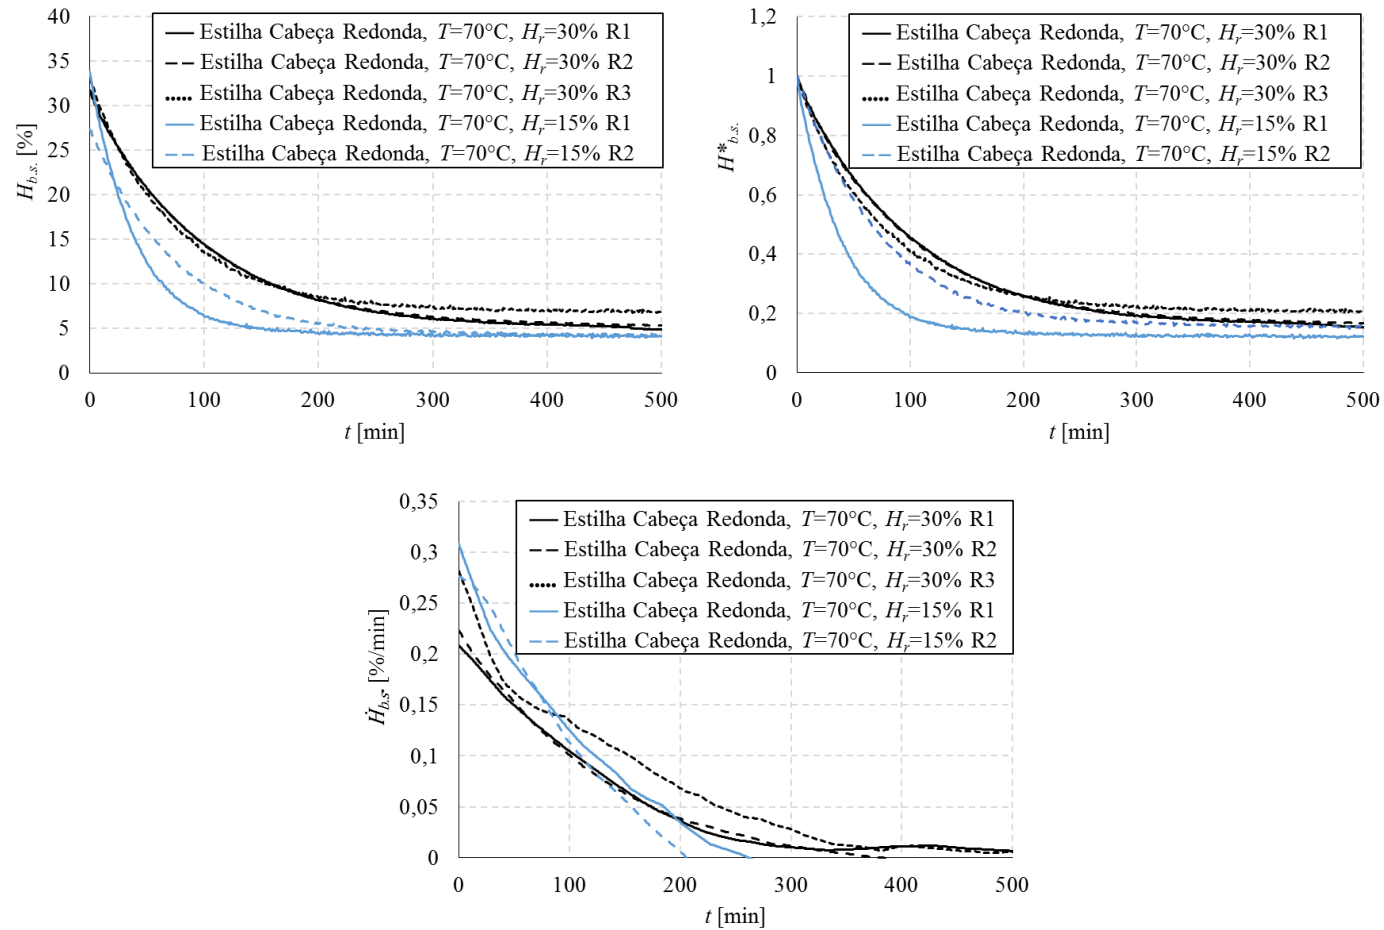 40
35
30
25
20
15
10
5
0
H_b.s. [%]
Estilha Cabeça Redonda, T=70°C, H_r=30% R1
Estilha Cabeça Redonda, T=70°C, H_r=30% R2
Estilha Cabeça Redonda, T=70°C, H_r=30% R3
Estilha Cabeça Redonda, T=70°C, H_r=15% R1
Estilha Cabeça Redonda, T=70°C, H_r=15% R2
0 100 200 300 400 500
t [min]
1,2
1
0,8
0,6
0,4
0,2
0
H*_b.s.
Estilha Cabeça Redonda, T=70°C, H_r=30% R1
Estilha Cabeça Redonda, T=70°C, H_r=30% R2
Estilha Cabeça Redonda, T=70°C, H_r=30% R3
Estilha Cabeça Redonda, T=70°C, H_r=15% R1
Estilha Cabeça Redonda, T=70°C, H_r=15% R2
0 100 200 300 400 500
t [min]
0,35
0,3
0,25
0,2
0,15
0,1
0,05
0
Ḣ_b.s. [%/min]
Estilha Cabeça Redonda, T=70°C, H_r=30% R1
Estilha Cabeça Redonda, T=70°C, H_r=30% R2
Estilha Cabeça Redonda, T=70°C, H_r=30% R3
Estilha Cabeça Redonda, T=70°C, H_r=15% R1
Estilha Cabeça Redonda, T=70°C, H_r=15% R2
0 100 200 300 400 500
t [min]